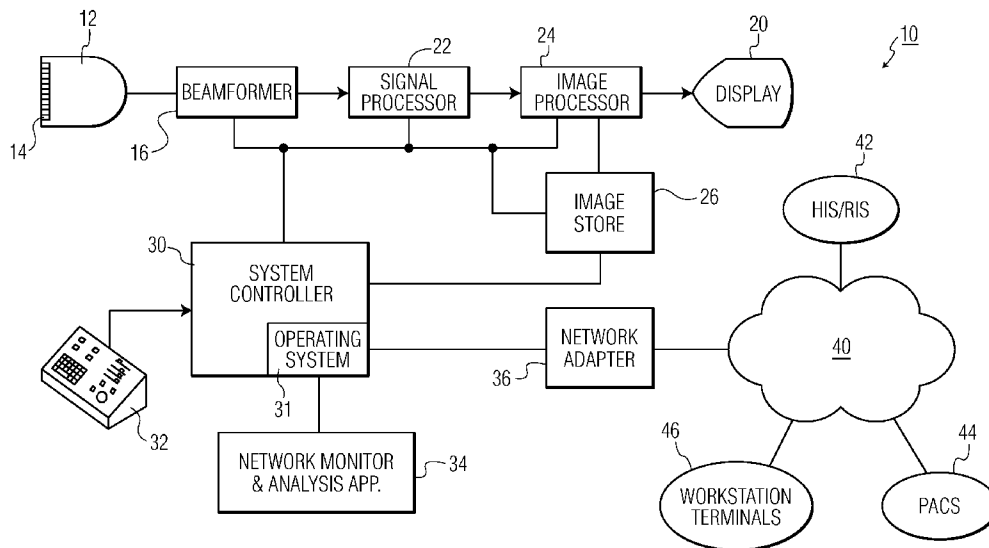 12
14
BEAMFORMER
16
22
SIGNAL
PROCESSOR
24
IMAGE
PROCESSOR
20
DISPLAY
10
IMAGE
STORE
26
42
HIS/RIS
30
SYSTEM
CONTROLLER
OPERATING
SYSTEM
31
NETWORK
ADAPTER
36
40
32
NETWORK MONITOR
& ANALYSIS APP.
34
46
WORKSTATION
TERMINALS
44
PACS